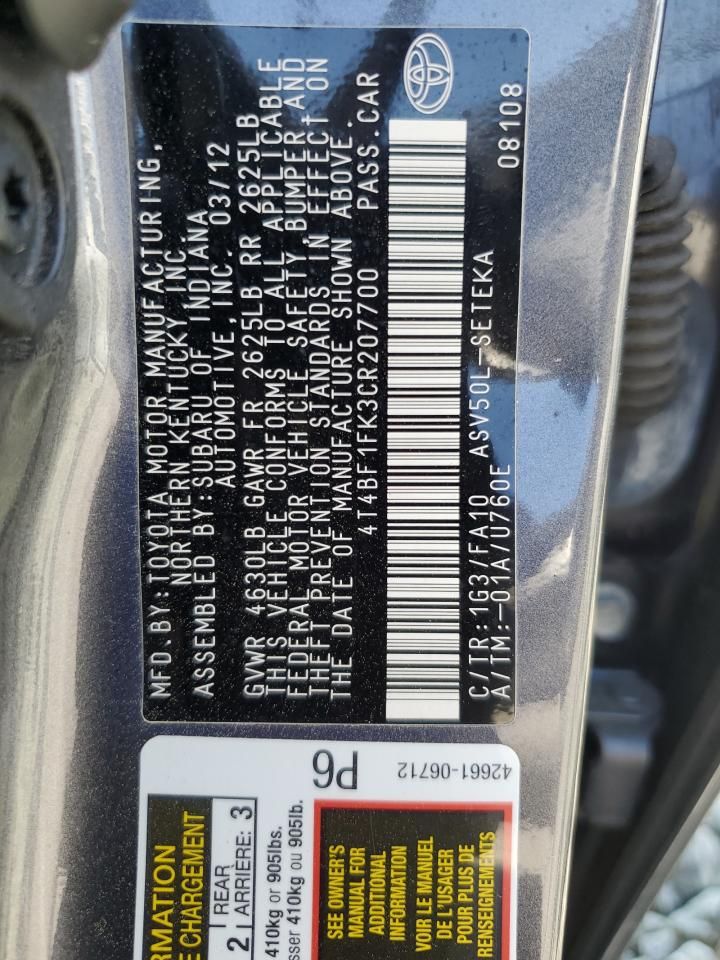 MFD BY:TOYOTA MOTOR MANUFACTURING,
NORTHERN KENTUCKY INC.
ASSEMBLED BY:SUBARU OF INDIANA
AUTOMOTIVE,INC. 03/12
GVWR 4630LB GAWR FR 2625LB RR 2625LB
THIS VEHICLE CONFORMS TO ALL APPLICABLE
FEDERAL MOTOR VEHICLE SAFETY,BUMPER,AND
THEFT PREVENTION STANDARDS IN EFFECT ON
THE DATE OF MANUFACTURE SHOWN ABOVE.
4T4BF1FK3CR207700 PASS.CAR
C/TR:1G3/FA10 ASV50L-SETEKA
A/TM:-01A/U760E 08108
P6
42661-06712
CHARGEMENT
REAR
2 ARRIÈRE: 3
410kg or 905lbs.
410kg ou 905lb.
SEE OWNER'S
MANUAL FOR
ADDITIONAL
INFORMATION
VOIR LE MANUEL
DE L'USAGER
POUR PLUS DE
RENSEIGNEMENTS